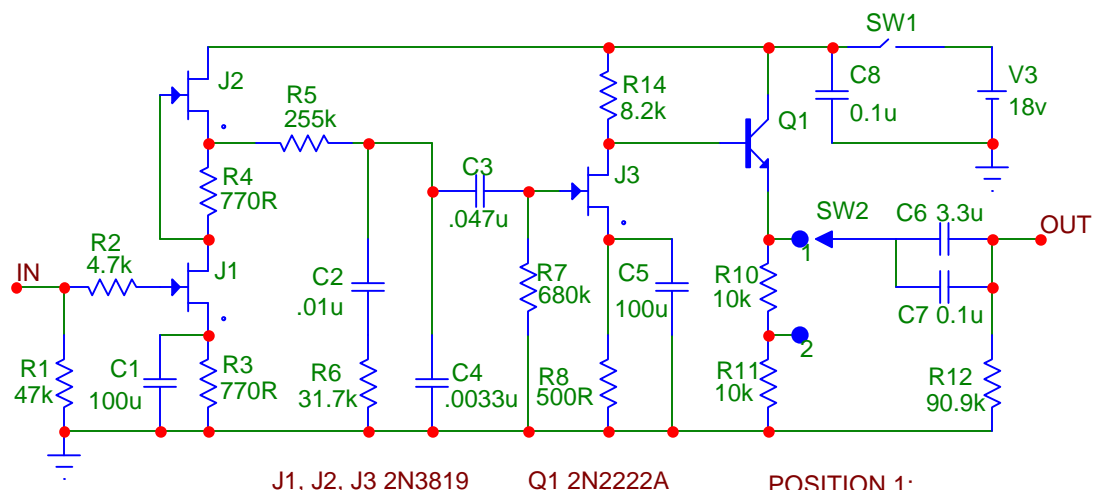 SW1
J2
R5
255k
R14
8.2k
Q1
C8
0.1u
V3
18v
R4
770R
C3
.047u
J3
SW2
C6 3.3u
OUT
IN
R2
4.7k
J1
C2
.01u
R7
680k
C5
100u
R10
10k
1
C7 0.1u
2
R1
47k
C1
100u
R3
770R
R6
31.7k
C4
.0033u
R8
500R
R11
10k
R12
90.9k
J1, J2, J3 2N3819
Q1 2N2222A
POSITION 1: